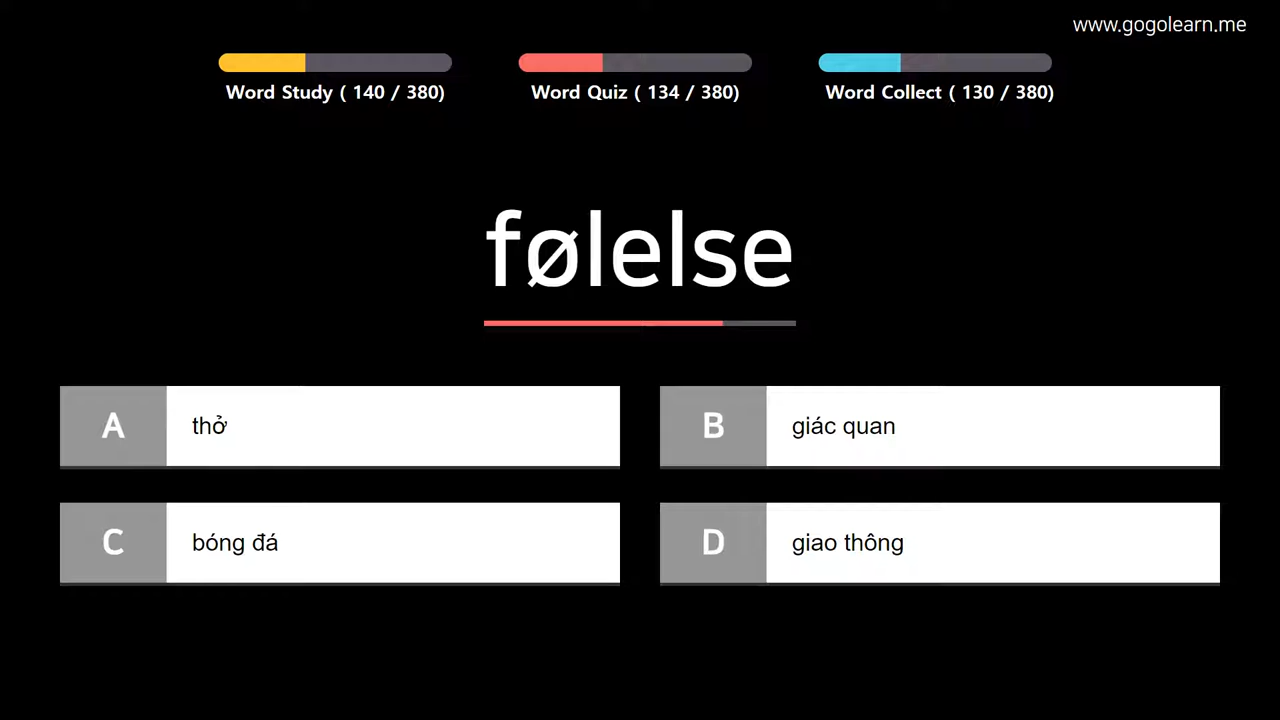 www.gogolearn.me
Word Study ( 140 / 380)
Word Quiz ( 134 / 380)
Word Collect ( 130 / 380)
følelse
A thở
B giác quan
C bóng đá
D giao thông